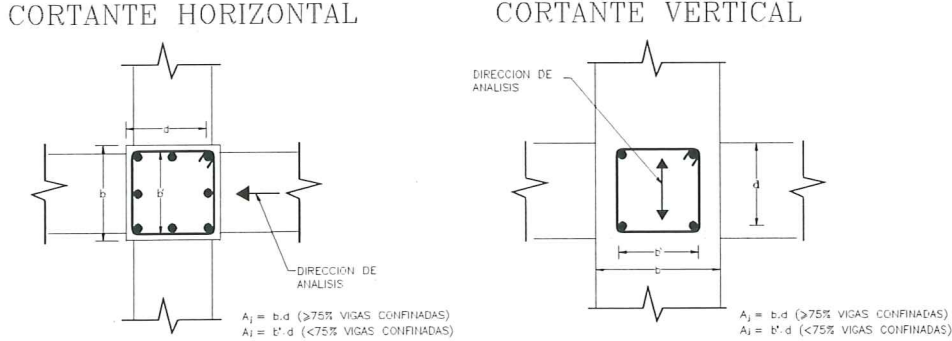 CORTANTE HORIZONTAL
d
b
b'
DIRECCION DE
ANALISIS
Aj = b.d (⩾75% VIGAS CONFINADAS)
Aj = b'.d (<75% VIGAS CONFINADAS)
CORTANTE VERTICAL
DIRECCION DE
ANALISIS
d
b'
b
Aj = b.d (⩾75% VIGAS CONFINADAS)
Aj = b'.d (<75% VIGAS CONFINADAS)